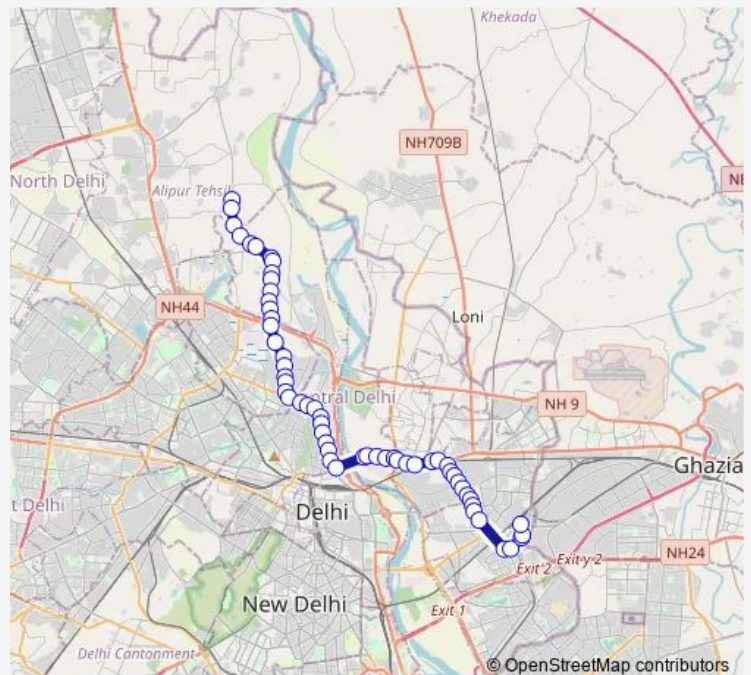 Khekada
NH709B
North Delhi
Alipur Tehsil
NH44
Loni
Central Delhi
NH 9
Ghazia
t Delhi
Delhi
NH24
Exit 2
Exit y 2
New Delhi
Exit 1
Delhi Cantonment
© OpenStreetMap contributors